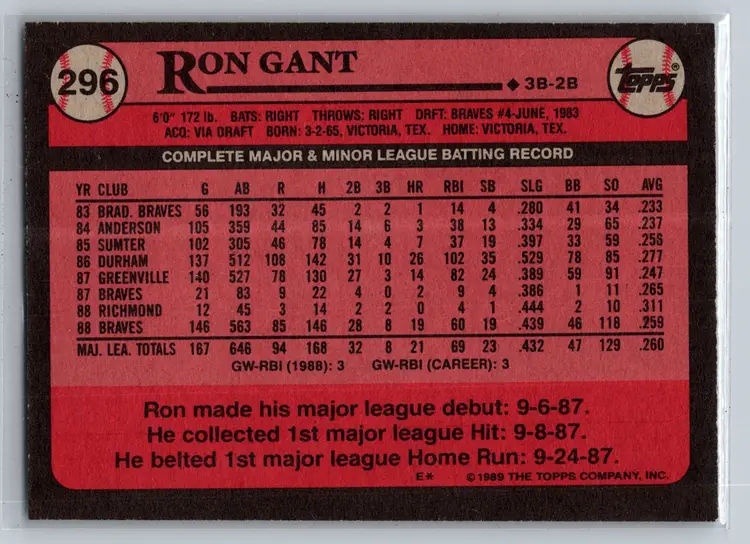 296
RON GANT
◆ 3B-2B
TOPPS®
6'0" 172 lb. BATS: RIGHT THROWS: RIGHT DRFT: BRAVES #4-JUNE, 1983
ACQ: VIA DRAFT BORN: 3-2-65, VICTORIA, TEX. HOME: VICTORIA, TEX.
COMPLETE MAJOR & MINOR LEAGUE BATTING RECORD
YR CLUB G AB R H 2B 3B HR RBI SB SLG BB SO AVG
83 BRAD. BRAVES 56 193 32 45 2 2 1 14 4 .280 41 34 .233
84 ANDERSON 105 359 44 85 14 6 3 38 13 .334 29 65 .237
85 SUMTER 102 305 46 78 14 4 7 37 19 .397 33 59 .256
86 DURHAM 137 512 108 142 31 10 26 102 35 .529 78 85 .277
87 GREENVILLE 140 527 78 130 27 3 14 82 24 .389 59 91 .247
87 BRAVES 21 83 9 22 4 0 2 9 4 .386 1 11 .265
88 RICHMOND 12 45 3 14 2 2 0 4 1 .444 2 10 .311
88 BRAVES 146 563 85 146 28 8 19 60 19 .439 46 118 .259
MAJ. LEA. TOTALS 167 646 94 168 32 8 21 69 23 .432 47 129 .260
GW-RBI (1988): 3 GW-RBI (CAREER): 3
Ron made his major league debut: 9-6-87.
He collected 1st major league Hit: 9-8-87.
He belted 1st major league Home Run: 9-24-87.
E* © 1989 THE TOPPS COMPANY, INC.